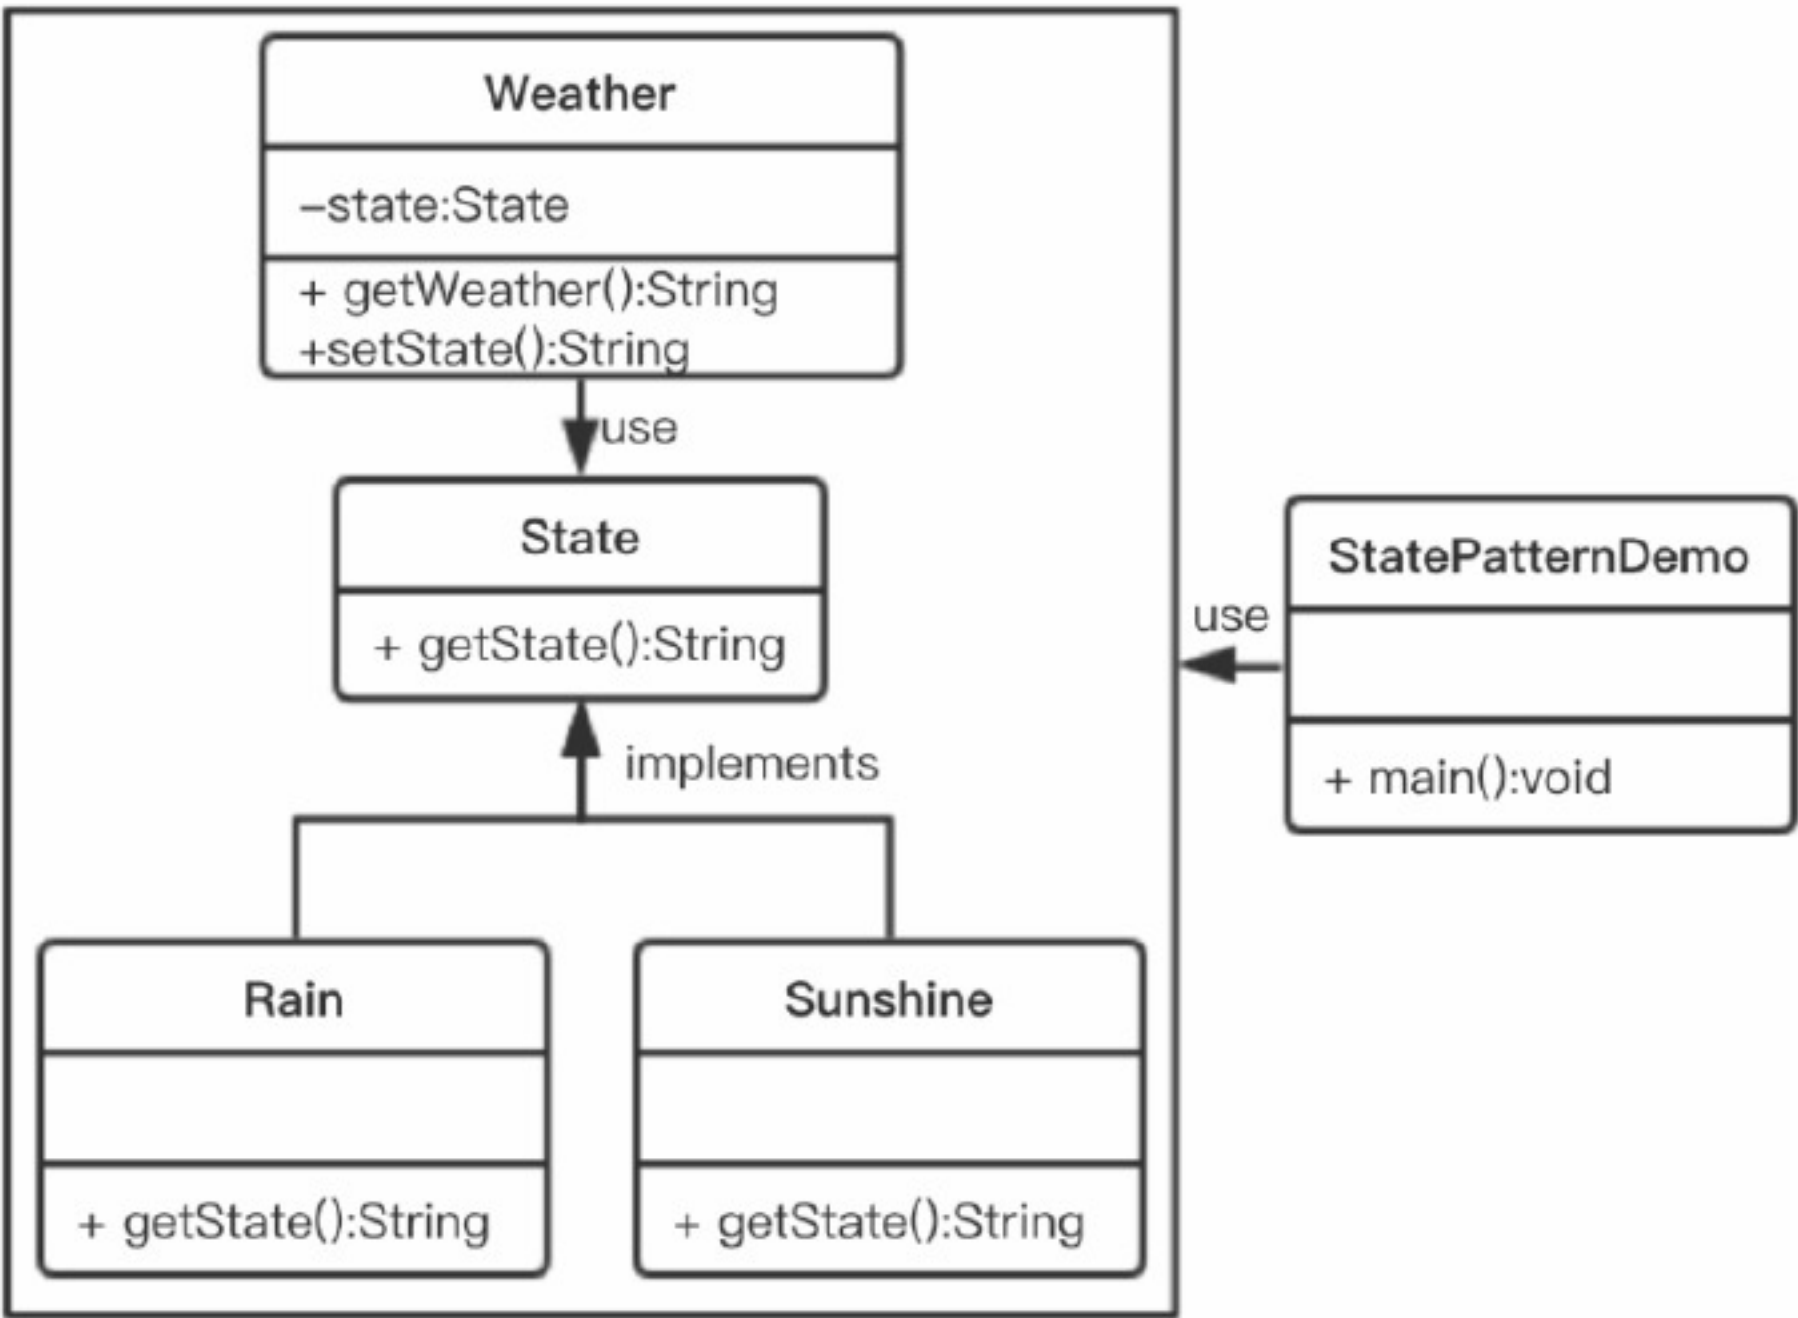 Weather
–state:State
+ getWeather():String
+setState():String
use
State
+ getState():String
implements
Rain
+ getState():String
Sunshine
+ getState():String
use
StatePatternDemo
+ main():void